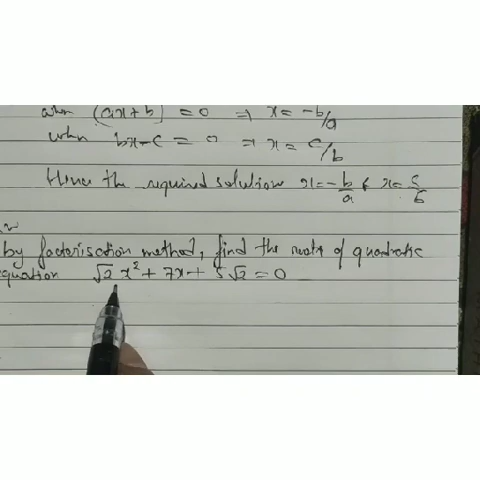 when (ax+b) = 0 ⇒ x = -b/a
when bx-c = 0 ⇒ x = c/b
Hence the required solution x=-b/a & x=c/b
by factorisation method, find the roots of quadratic
equation √2 x² + 7x + 5√2 = 0